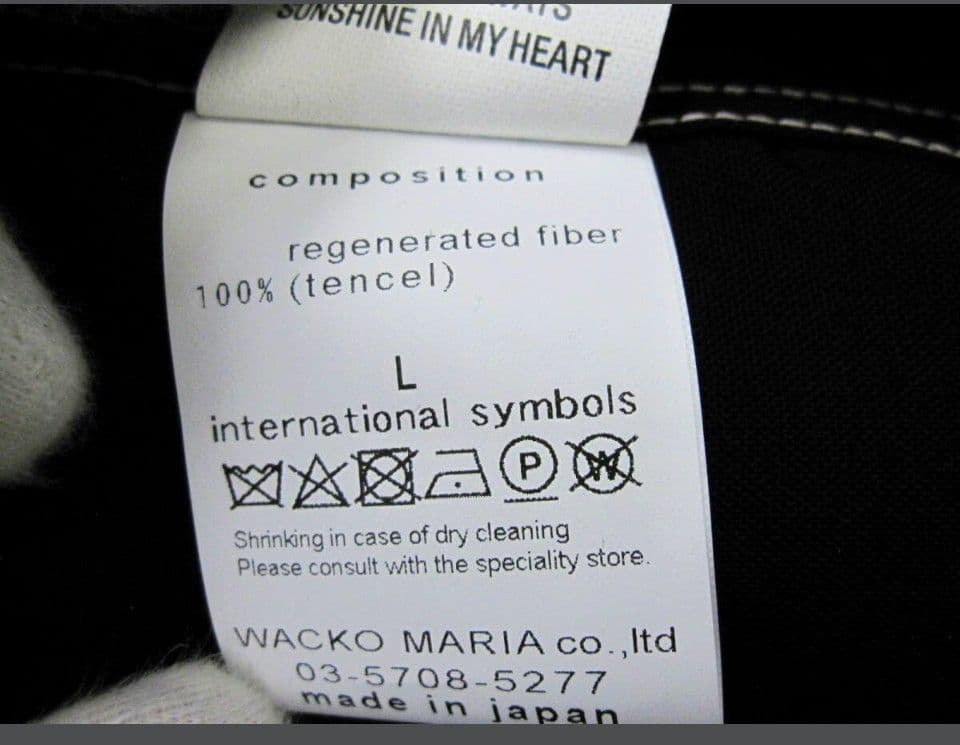 SUNSHINE IN MY HEART
composition
regenerated fiber
100% (tencel)
L
international symbols
P W
Shrinking in case of dry cleaning
Please consult with the speciality store.
WACKO MARIA co.,ltd
03-5708-5277
made in japan